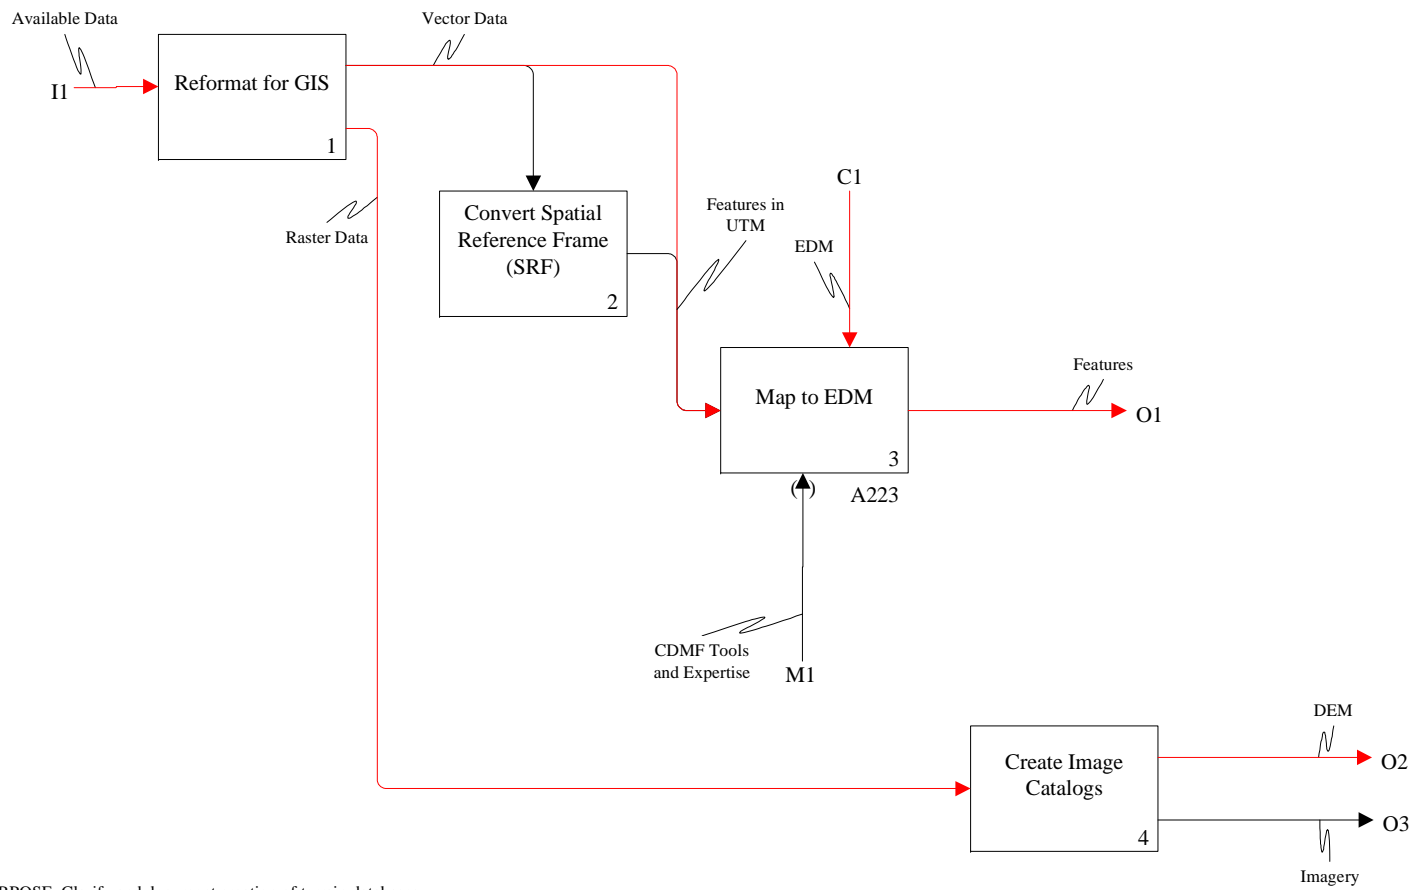 Available Data
Vector Data
I1
Reformat for GIS
1
C1
Features in
UTM
Convert Spatial
Reference Frame
(SRF)
2
Raster Data
EDM
Map to EDM
3
Features
O1
A223
CDMF Tools
and Expertise
M1
DEM
Create Image
Catalogs
4
O2
O3
Imagery